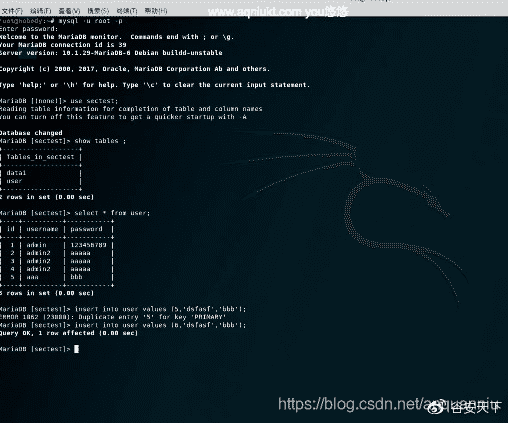 www.aqniukt.com you悠悠
文件(F) 编辑(E) 查看(V) 搜索(S) 终端(T) 帮助(H)
root@nobody:~# mysql -u root -p
Enter password:
Welcome to the MariaDB monitor.  Commands end with ; or \g.
Your MariaDB connection id is 39
Server version: 10.1.29-MariaDB-6 Debian buildd-unstable
Copyright (c) 2000, 2017, Oracle, MariaDB Corporation Ab and others.
Type 'help;' or '\h' for help. Type '\c' to clear the current input statement.
MariaDB [(none)]> use sectest;
Reading table information for completion of table and column names
You can turn off this feature to get a quicker startup with -A
Database changed
MariaDB [sectest]> show tables ;
+-------------------+
| Tables_in_sectest |
+-------------------+
| data1             |
| user              |
+-------------------+
2 rows in set (0.00 sec)
MariaDB [sectest]> select * from user;
+----+----------+-----------+
| id | username | password  |
+----+----------+-----------+
|  1 | admin    | 123456789 |
|  2 | admin2   | aaaaa     |
|  3 | admin2   | aaaaa     |
|  4 | admin2   | aaaaa     |
|  5 | aaa      | bbb       |
+----+----------+-----------+
5 rows in set (0.00 sec)
MariaDB [sectest]> insert into user values (5,'dsfasf','bbb');
ERROR 1062 (23000): Duplicate entry '5' for key 'PRIMARY'
MariaDB [sectest]> insert into user values (6,'dsfasf','bbb');
Query OK, 1 row affected (0.00 sec)
MariaDB [sectest]>
https://blog.csdn.net/
谷安天下